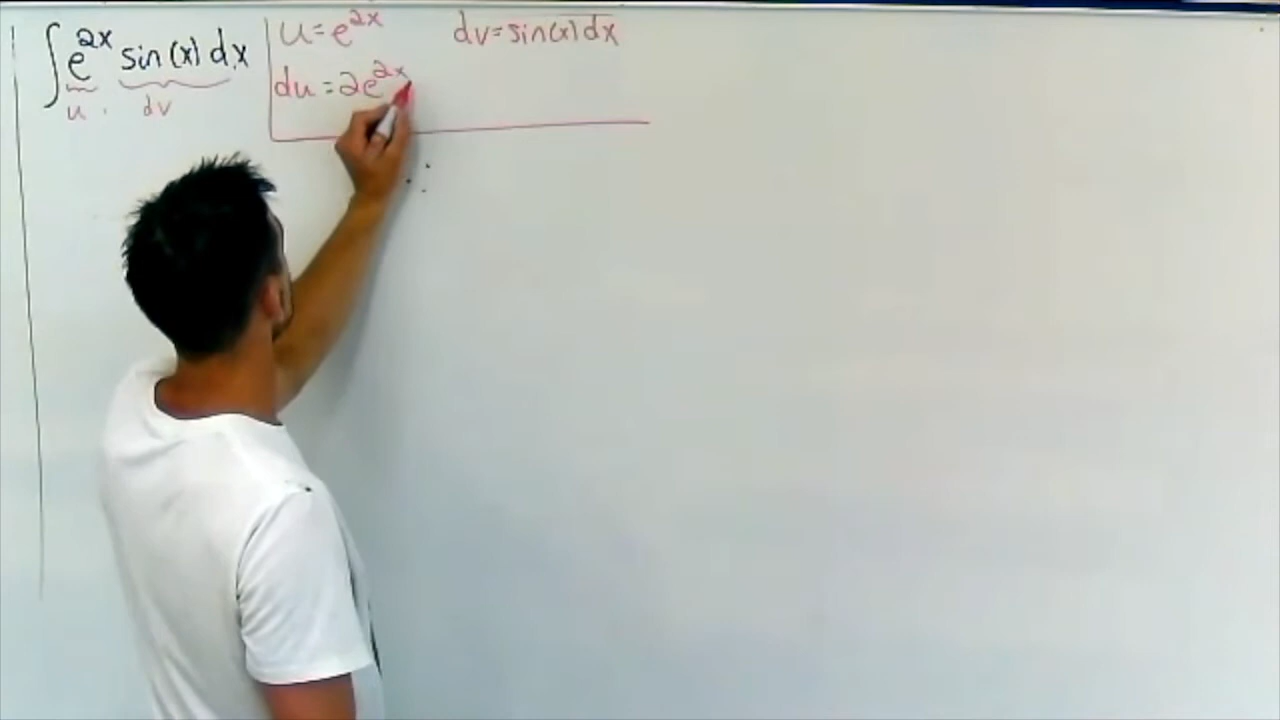 ∫e^2x sin(x) dx
u dv
u = e^2x dv = sin(x) dx
du = 2e^2x